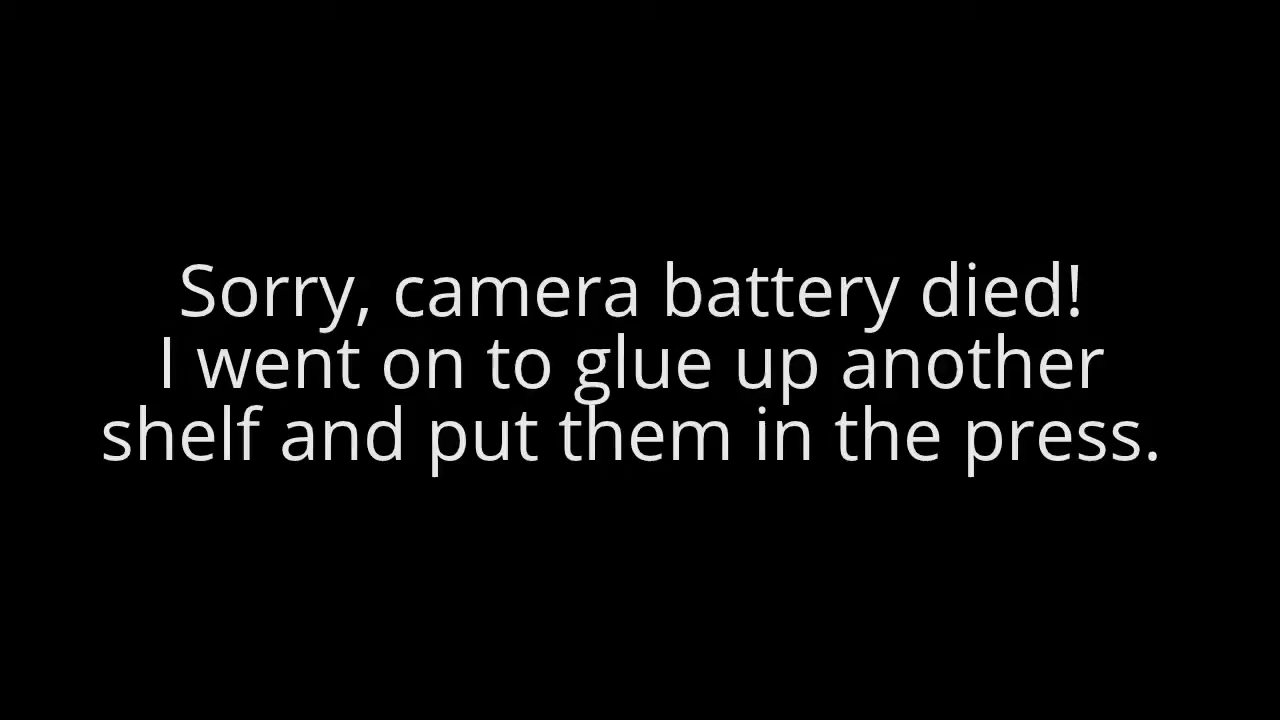 Sorry, camera battery died!
I went on to glue up another
shelf and put them in the press.